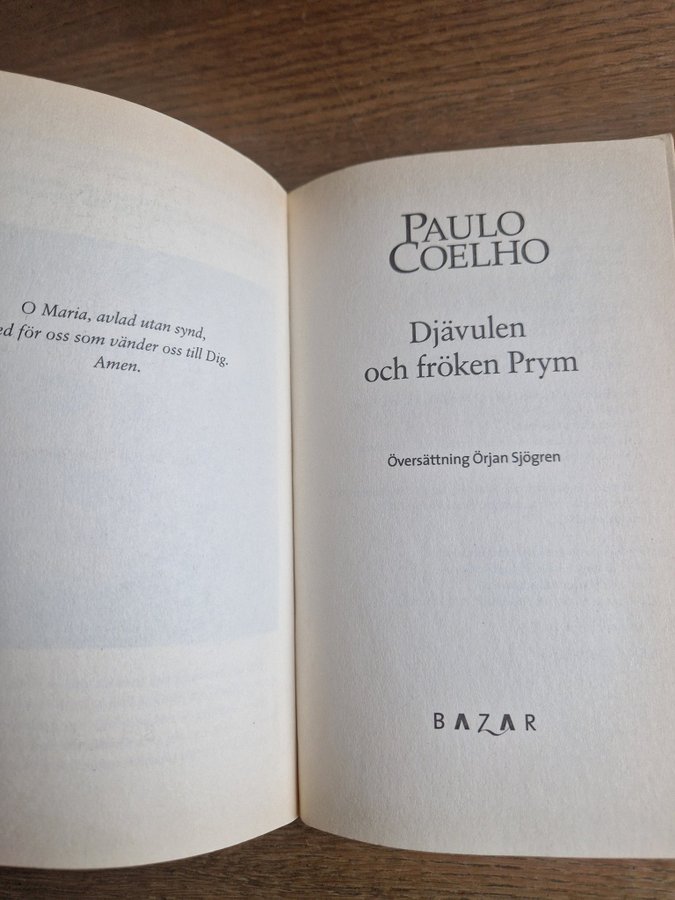 O Maria, avlad utan synd,
för oss som vänder oss till Dig.
Amen.
PAULO
COELHO
Djävulen
och fröken Prym
Översättning Örjan Sjögren
BAZAR